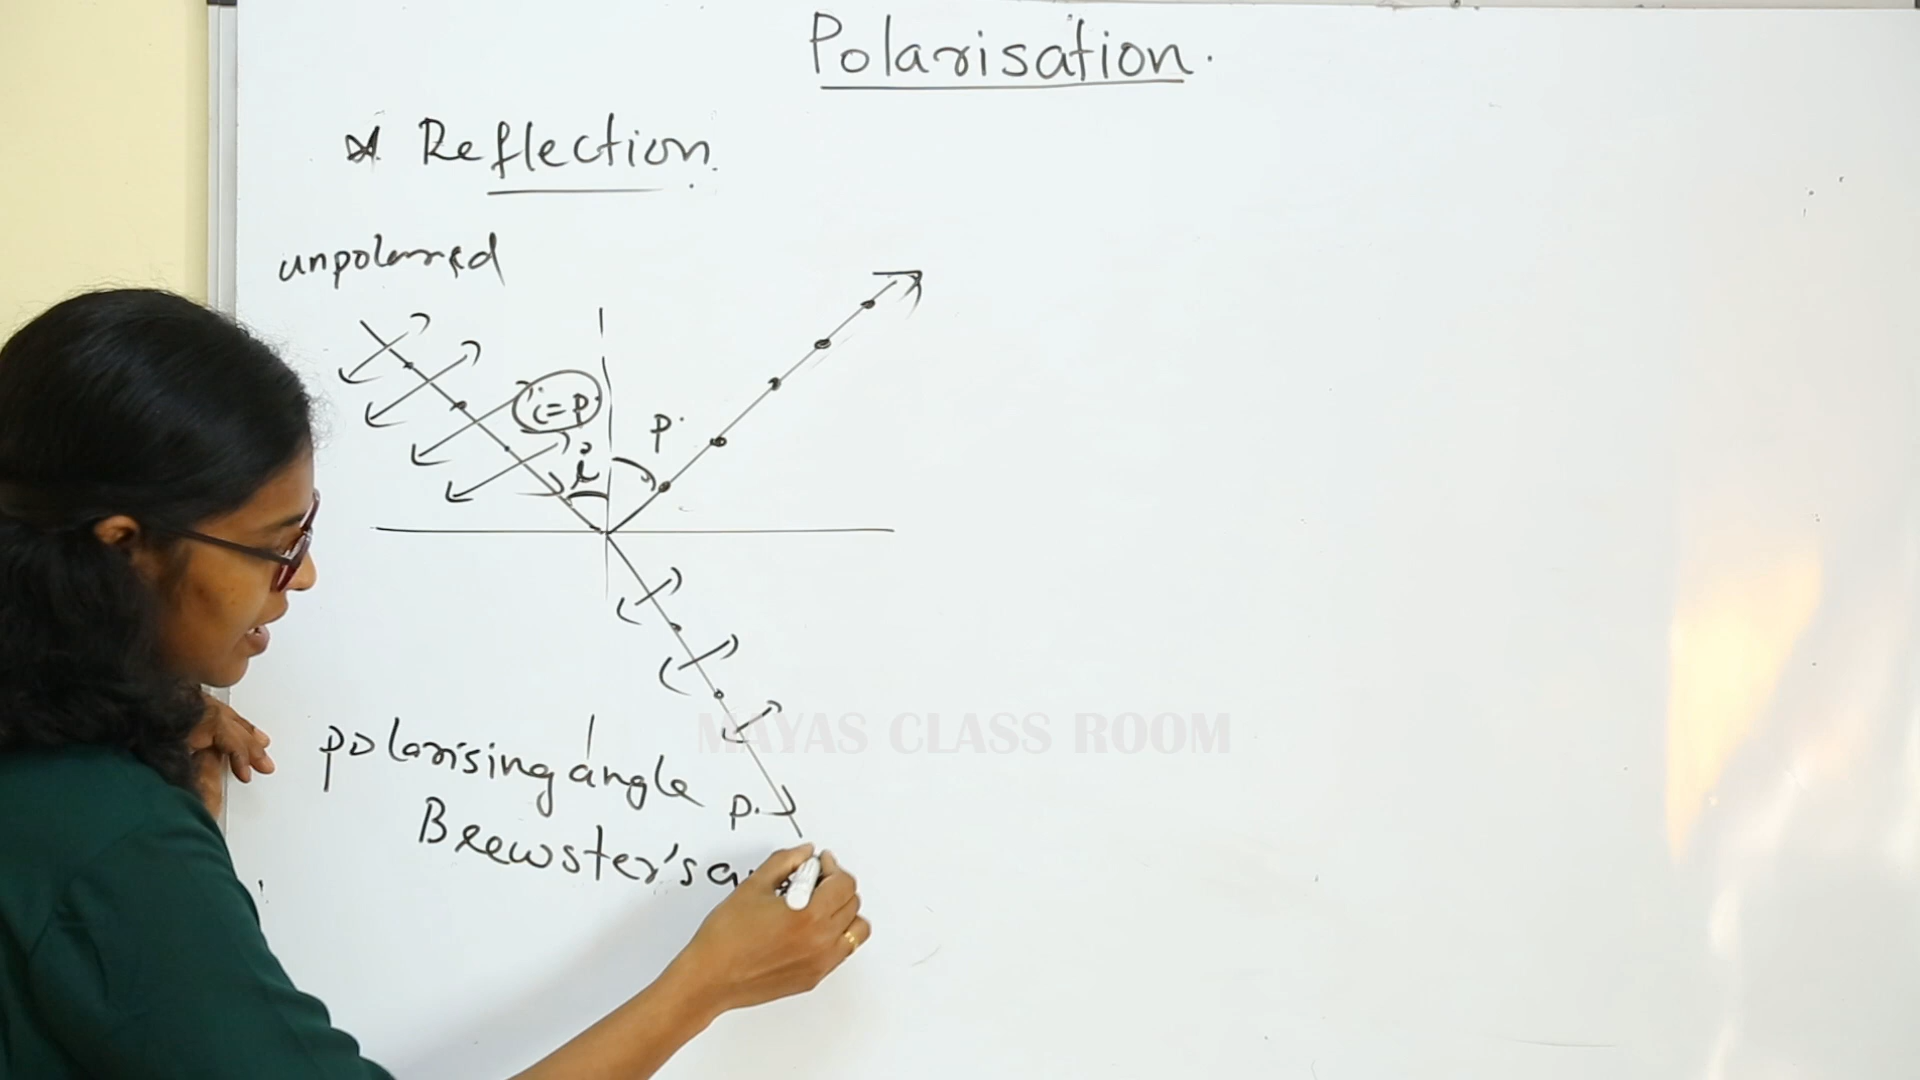 Polarisation.
* Reflection.
unpolarised
i=p
i
p
polarising angle p.
Brewster's
MAYAS CLASS ROOM